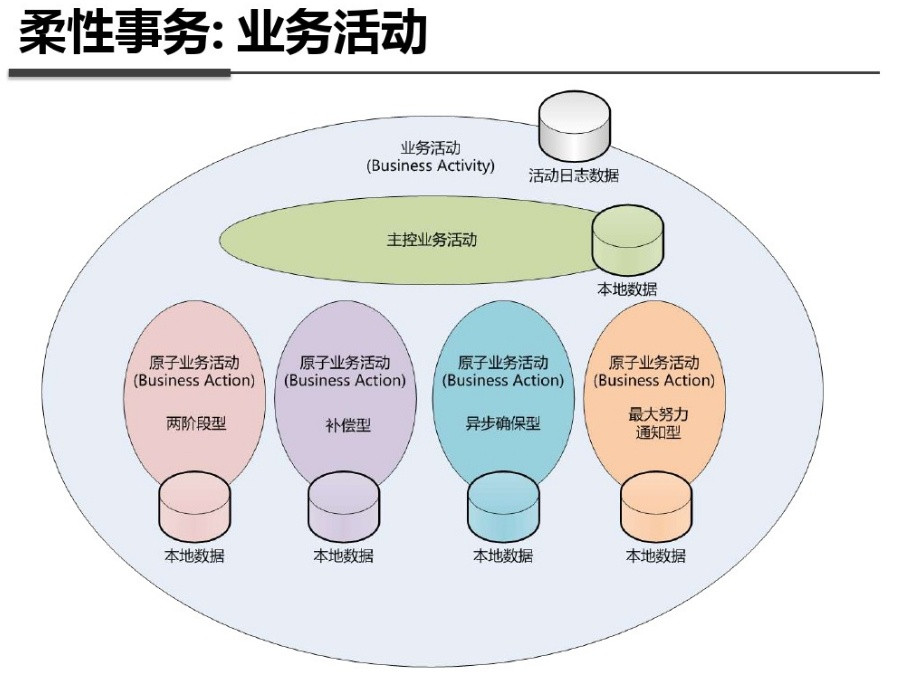 柔性事务: 业务活动
业务活动
(Business Activity)
活动日志数据
主控业务活动
本地数据
原子业务活动
(Business Action)
两阶段型
原子业务活动
(Business Action)
补偿型
原子业务活动
(Business Action)
异步确保型
原子业务活动
(Business Action)
最大努力
通知型
本地数据
本地数据
本地数据
本地数据